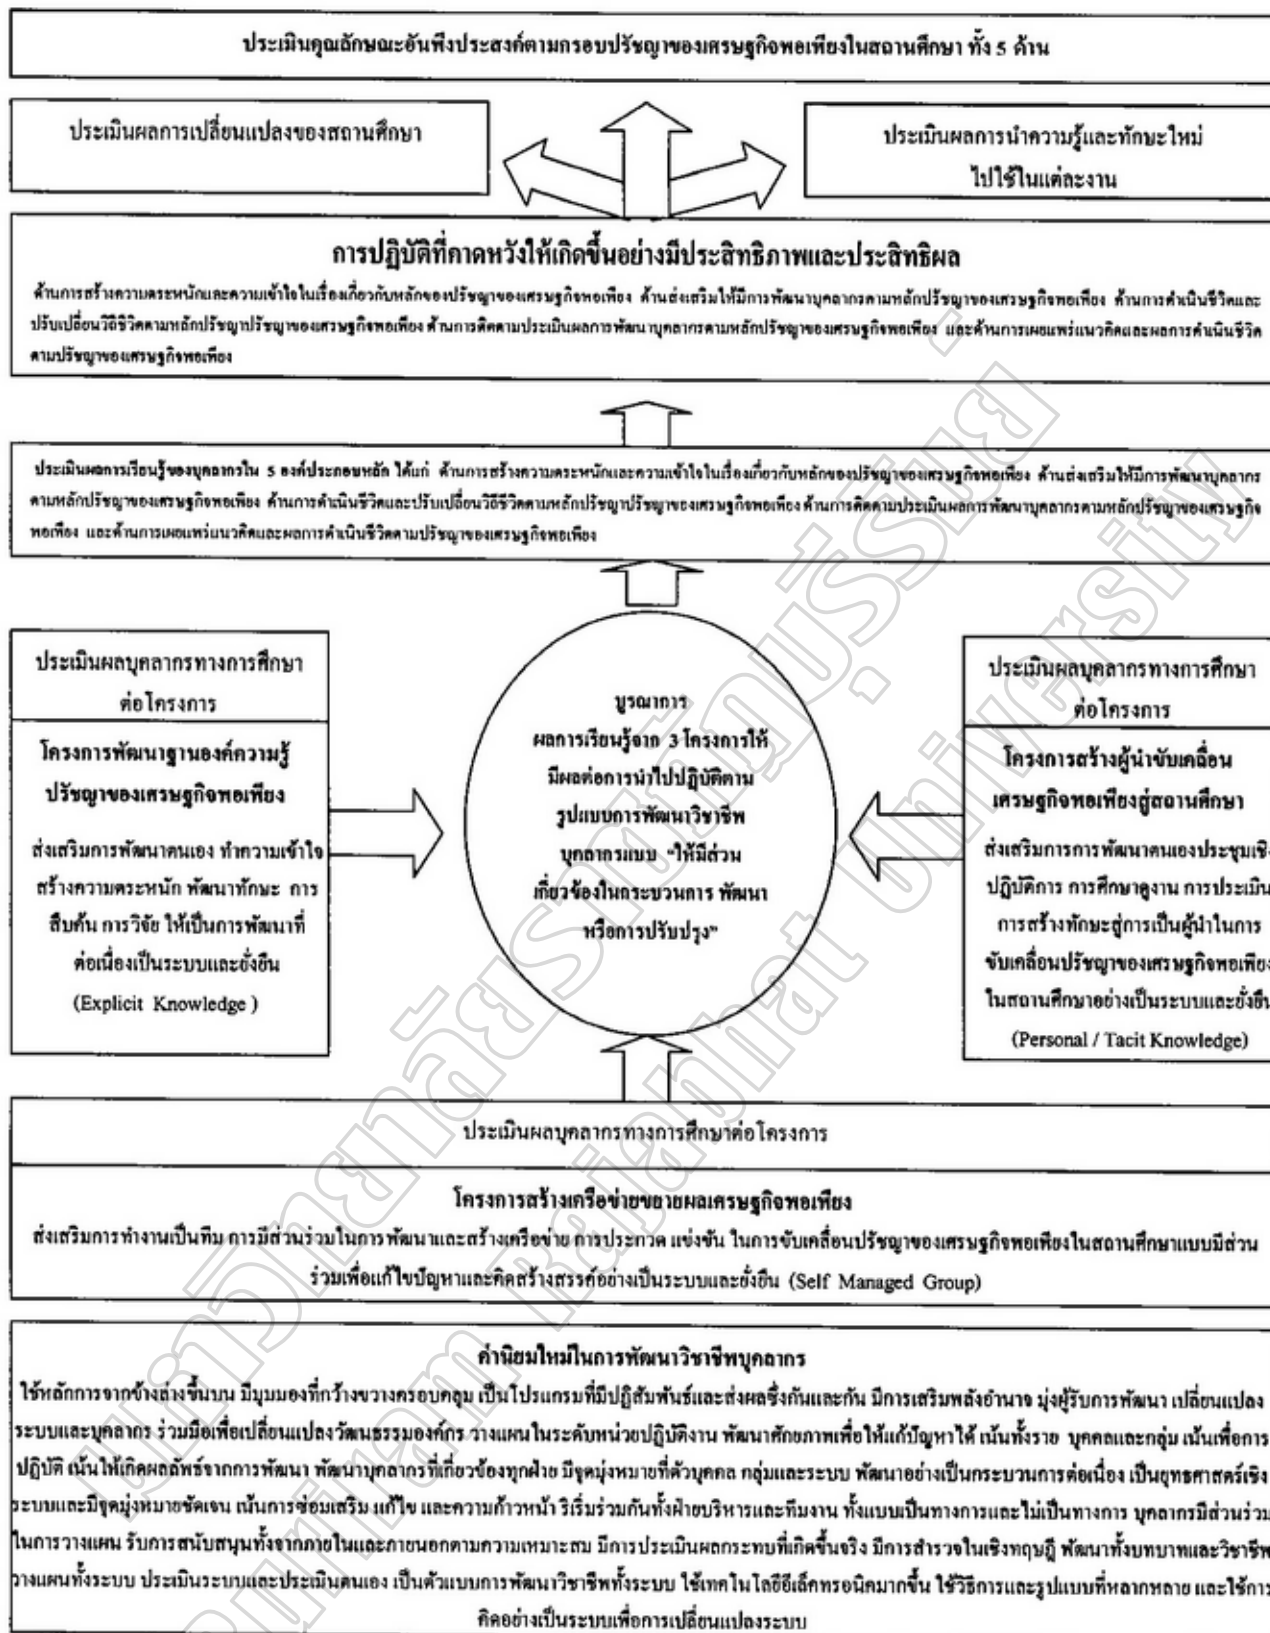 ประเมินคุณลักษณะอันพึงประสงค์ตามกรอบปรัชญาของเศรษฐกิจพอเพียงในสถานศึกษา ทั้ง 5 ด้าน
ประเมินผลการเปลี่ยนแปลงของสถานศึกษา
ประเมินผลการนำความรู้และทักษะใหม่
ไปใช้ในแต่ละงาน
การปฏิบัติที่คาดหวังให้เกิดขึ้นอย่างมีประสิทธิภาพและประสิทธิผล
ด้านการสร้างความตระหนักและความเข้าใจในเรื่องเกี่ยวกับหลักของปรัชญาของเศรษฐกิจพอเพียง ด้านส่งเสริมให้มีการพัฒนาบุคลากรตามหลักปรัชญาของเศรษฐกิจพอเพียง ด้านการดำเนินชีวิตและ
ปรับเปลี่ยนวิถีชีวิตตามหลักปรัชญาปรัชญาของเศรษฐกิจพอเพียง ด้านการติดตามประเมินผลการพัฒนาบุคลากรตามหลักปรัชญาของเศรษฐกิจพอเพียง และด้านการเผยแพร่แนวคิดและผลการดำเนินชีวิต
ตามปรัชญาของเศรษฐกิจพอเพียง
ประเมินผลการเรียนรู้ของบุคลากรใน 5 องค์ประกอบหลัก ได้แก่ ด้านการสร้างความตระหนักและความเข้าใจในเรื่องเกี่ยวกับหลักของปรัชญาของเศรษฐกิจพอเพียง ด้านส่งเสริมให้มีการพัฒนาบุคลากร
ตามหลักปรัชญาของเศรษฐกิจพอเพียง ด้านการดำเนินชีวิตและปรับเปลี่ยนวิถีชีวิตตามหลักปรัชญาปรัชญาของเศรษฐกิจพอเพียง ด้านการติดตามประเมินผลการพัฒนาบุคลากรตามหลักปรัชญาของเศรษฐกิจ
พอเพียง และด้านการเผยแพร่แนวคิดและผลการดำเนินชีวิตตามปรัชญาของเศรษฐกิจพอเพียง
ประเมินผลบุคลากรทางการศึกษา
ต่อโครงการ
โครงการพัฒนาฐานองค์ความรู้
ปรัชญาของเศรษฐกิจพอเพียง
ส่งเสริมการพัฒนาตนเอง ทำความเข้าใจ
สร้างความตระหนัก พัฒนาทักษะ การ
สืบค้น การวิจัย ให้เป็นการพัฒนาที่
ต่อเนื่องเป็นระบบและยั่งยืน
(Explicit Knowledge )
บูรณาการ
ผลการเรียนรู้จาก 3 โครงการให้
มีผลต่อการนำไปปฏิบัติตาม
รูปแบบการพัฒนาวิชาชีพ
บุคลากรแบบ "ให้มีส่วน
เกี่ยวข้องในกระบวนการ พัฒนา
หรือการปรับปรุง"
ประเมินผลบุคลากรทางการศึกษา
ต่อโครงการ
โครงการสร้างผู้นำขับเคลื่อน
เศรษฐกิจพอเพียงสู่สถานศึกษา
ส่งเสริมการการพัฒนาตนเองประชุมเชิง
ปฏิบัติการ การศึกษาดูงาน การประเมิน
การสร้างทักษะสู่การเป็นผู้นำในการ
ขับเคลื่อนปรัชญาของเศรษฐกิจพอเพียง
ในสถานศึกษาอย่างเป็นระบบและยั่งยืน
(Personal / Tacit Knowledge)
ประเมินผลบุคลากรทางการศึกษาต่อโครงการ
โครงการสร้างเครือข่ายขยายผลเศรษฐกิจพอเพียง
ส่งเสริมการทำงานเป็นทีม การมีส่วนร่วมในการพัฒนาและสร้างเครือข่าย การประกวด แข่งขัน ในการขับเคลื่อนปรัชญาของเศรษฐกิจพอเพียงในสถานศึกษาแบบมีส่วน
ร่วมเพื่อแก้ไขปัญหาและคิดสร้างสรรค์อย่างเป็นระบบและยั่งยืน (Self Managed Group)
ค่านิยมใหม่ในการพัฒนาวิชาชีพบุคลากร
ใช้หลักการจากข้างล่างขึ้นบน มีมุมมองที่กว้างขวางครอบคลุม เป็นโปรแกรมที่มีปฏิสัมพันธ์และส่งผลซึ่งกันและกัน มีการเสริมพลังอำนาจ มุ่งผู้รับการพัฒนา เปลี่ยนแปลง
ระบบและบุคลากร ร่วมมือเพื่อเปลี่ยนแปลงวัฒนธรรมองค์กร วางแผนในระดับหน่วยปฏิบัติงาน พัฒนาศักยภาพเพื่อให้แก้ปัญหาได้ เน้นทั้งราย บุคคลและกลุ่ม เน้นเพื่อการ
ปฏิบัติ เน้นให้เกิดผลลัพธ์จากการพัฒนา พัฒนาบุคลากรที่เกี่ยวข้องทุกฝ่าย มีจุดมุ่งหมายที่ตัวบุคคล กลุ่มและระบบ พัฒนาอย่างเป็นกระบวนการต่อเนื่อง เป็นยุทธศาสตร์เชิง
ระบบและมีจุดมุ่งหมายชัดเจน เน้นการซ่อมเสริม แก้ไข และความก้าวหน้า ริเริ่มร่วมกันทั้งฝ่ายบริหารและทีมงาน ทั้งแบบเป็นทางการและไม่เป็นทางการ บุคลากรมีส่วนร่วม
ในการวางแผน รับการสนับสนุนทั้งจากภายในและภายนอกตามความเหมาะสม มีการประเมินผลกระทบที่เกิดขึ้นจริง มีการสำรวจในเชิงทฤษฎี พัฒนาทั้งบทบาทและวิชาชีพ
วางแผนทั้งระบบ ประเมินระบบและประเมินตนเอง เป็นตัวแบบการพัฒนาวิชาชีพทั้งระบบ ใช้เทคโนโลยีอีเล็คทรอนิคมากขึ้น ใช้วิธีการและรูปแบบที่หลากหลาย และใช้การ
คิดอย่างเป็นระบบเพื่อการเปลี่ยนแปลงระบบ
มหาวิทยาลัยราชภัฏบุรีรัมย์
Buriram Rajabhat University